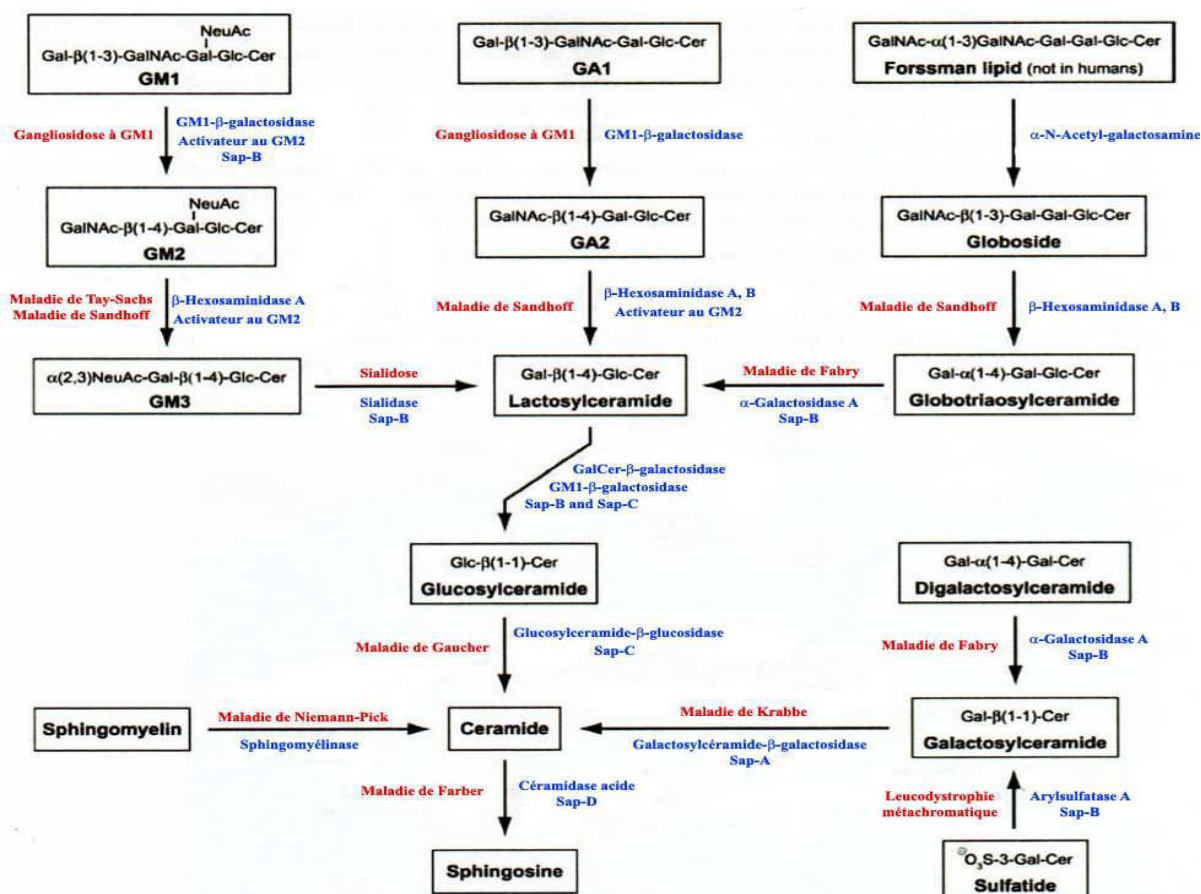 NeuAc
Gal-β(1-3)-GalNAc-Gal-Glc-Cer
GM1
Gal-β(1-3)-GalNAc-Gal-Glc-Cer
GA1
GalNAc-α(1-3)GalNAc-Gal-Gal-Glc-Cer
Forssman lipid (not in humans)
Gangliosidose à GM1
GM1-β-galactosidase
Activateur au GM2
Sap-B
Gangliosidose à GM1
GM1-β-galactosidase
α-N-Acetyl-galactosamine
NeuAc
GalNAc-β(1-4)-Gal-Glc-Cer
GM2
GalNAc-β(1-4)-Gal-Glc-Cer
GA2
GalNAc-β(1-3)-Gal-Gal-Glc-Cer
Globoside
Maladie de Tay-Sachs
Maladie de Sandhoff
β-Hexosaminidase A
Activateur au GM2
Maladie de Sandhoff
β-Hexosaminidase A, B
Activateur au GM2
Maladie de Sandhoff
β-Hexosaminidase A, B
α(2,3)NeuAc-Gal-β(1-4)-Glc-Cer
GM3
Sialidose
Sialidase
Sap-B
Gal-β(1-4)-Glc-Cer
Lactosylceramide
Maladie de Fabry
α-Galactosidase A
Sap-B
Gal-α(1-4)-Gal-Glc-Cer
Globotriaosylceramide
GalCer-β-galactosidase
GM1-β-galactosidase
Sap-B and Sap-C
Glc-β(1-1)-Cer
Glucosylceramide
Gal-α(1-4)-Gal-Cer
Digalactosylceramide
Maladie de Gaucher
Glucosylceramide-β-glucosidase
Sap-C
Maladie de Fabry
α-Galactosidase A
Sap-B
Sphingomyelin
Maladie de Niemann-Pick
Sphingomyélinase
Ceramide
Maladie de Krabbe
Galactosylcéramide-β-galactosidase
Sap-A
Gal-β(1-1)-Cer
Galactosylceramide
Maladie de Farber
Céramidase acide
Sap-D
Leucodystrophie
métachromatique
Arylsulfatase A
Sap-B
Sphingosine
⊖O₃S-3-Gal-Cer
Sulfatide